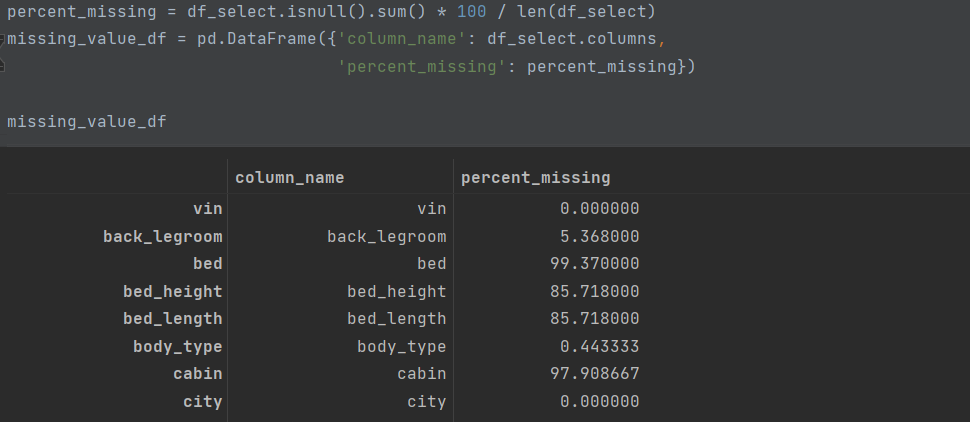 percent_missing = df_select.isnull().sum() * 100 / len(df_select)
missing_value_df = pd.DataFrame({'column_name': df_select.columns,
                                 'percent_missing': percent_missing})
missing_value_df
column_name percent_missing
vin vin 0.000000
back_legroom back_legroom 5.368000
bed bed 99.370000
bed_height bed_height 85.718000
bed_length bed_length 85.718000
body_type body_type 0.443333
cabin cabin 97.908667
city city 0.000000